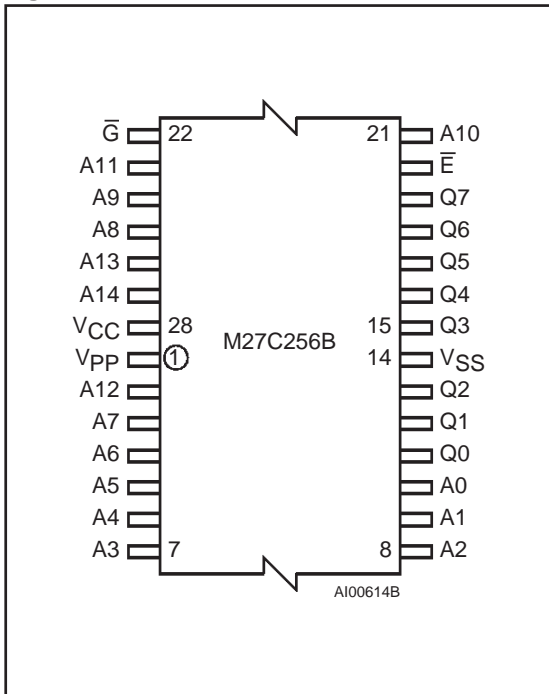 G̅ 22 21 A10
A11 E̅
A9 Q7
A8 Q6
A13 Q5
A14 Q4
VCC 28 15 Q3
M27C256B
VPP 1 14 VSS
A12 Q2
A7 Q1
A6 Q0
A5 A0
A4 A1
A3 7 8 A2
AI00614B